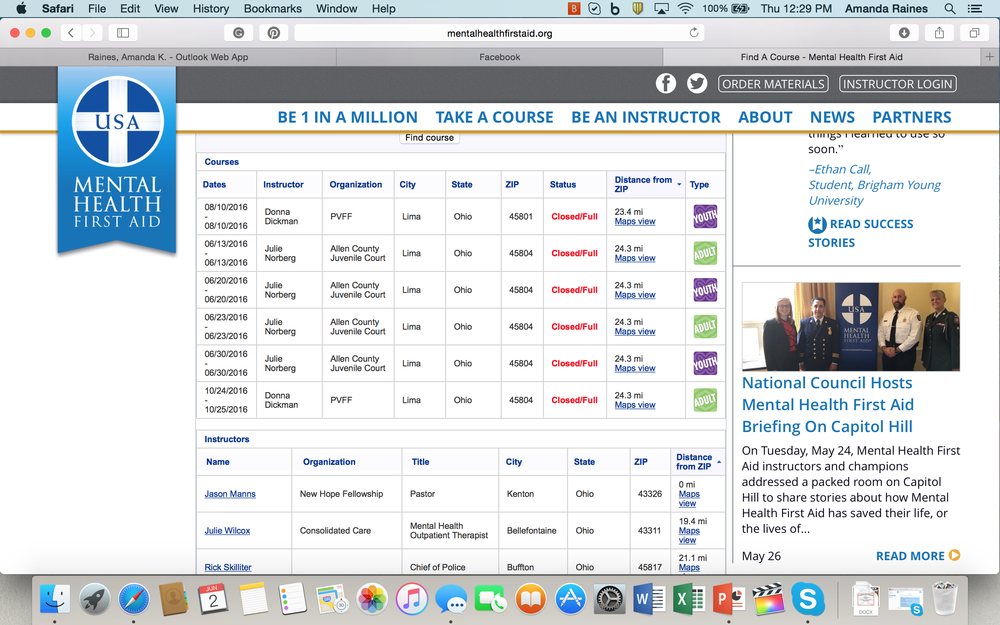 Safari File Edit View History Bookmarks Window Help 100% Thu 12:29 PM Amanda Raines
mentalhealthfirstaid.org
Raines, Amanda K. - Outlook Web App Facebook Find A Course - Mental Health First Aid
ORDER MATERIALS INSTRUCTOR LOGIN
BE 1 IN A MILLION TAKE A COURSE BE AN INSTRUCTOR ABOUT NEWS PARTNERS
USA
MENTAL
HEALTH
FIRST AID
Find course
Courses
Dates Instructor Organization City State ZIP Status Distance from ZIP Type
08/10/2016 - 08/10/2016 Donna Dickman PVFF Lima Ohio 45801 Closed/Full 23.4 mi Maps view YOUTH
06/13/2016 - 06/13/2016 Julie Norberg Allen County Juvenile Court Lima Ohio 45804 Closed/Full 24.3 mi Maps view ADULT
06/20/2016 - 06/20/2016 Julie Norberg Allen County Juvenile Court Lima Ohio 45804 Closed/Full 24.3 mi Maps view YOUTH
06/23/2016 - 06/23/2016 Julie Norberg Allen County Juvenile Court Lima Ohio 45804 Closed/Full 24.3 mi Maps view ADULT
06/30/2016 - 06/30/2016 Julie Norberg Allen County Juvenile Court Lima Ohio 45804 Closed/Full 24.3 mi Maps view YOUTH
10/24/2016 - 10/25/2016 Donna Dickman PVFF Lima Ohio 45804 Closed/Full 24.3 mi Maps view ADULT
Instructors
Name Organization Title City State ZIP Distance from ZIP
Jason Manns New Hope Fellowship Pastor Kenton Ohio 43326 0 mi Maps view
Julie Wilcox Consolidated Care Mental Health Outpatient Therapist Bellefontaine Ohio 43311 19.4 mi Maps view
Rick Skilliter Chief of Police Buffton Ohio 45817 21.1 mi Maps
things I learned to use so
soon.”
–Ethan Call,
Student, Brigham Young
University
READ SUCCESS
STORIES
USA
MENTAL
HEALTH
FIRST AID
National Council Hosts
Mental Health First Aid
Briefing On Capitol Hill
On Tuesday, May 24, Mental Health First
Aid instructors and champions
addressed a packed room on Capitol
Hill to share stories about how Mental
Health First Aid has saved their life, or
the lives of...
May 26 READ MORE
JUN
2
280
3D
W
X
P
S
DOCX
S